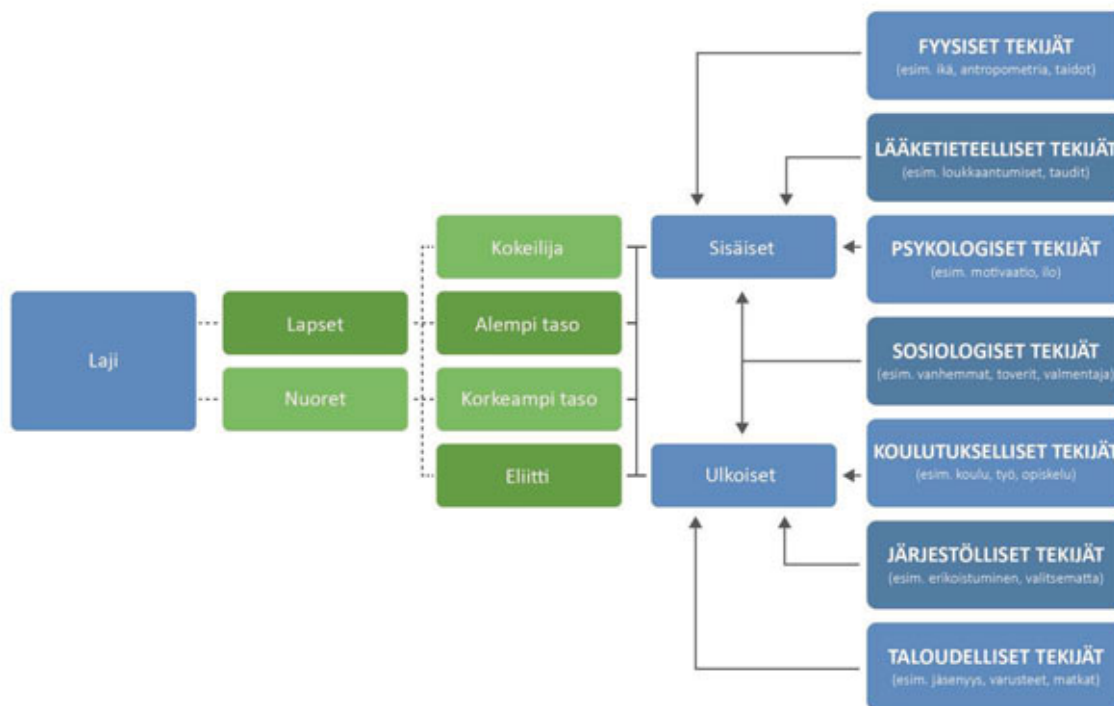 FYYSISET TEKIJÄT
(esim. ikä, antropometria, taidot)
LÄÄKETIETEELLISET TEKIJÄT
(esim. loukkaantumiset, taudit)
Kokeilija
Sisäiset
PSYKOLOGISET TEKIJÄT
(esim. motivaatio, ilo)
Laji
Lapset
Alempi taso
SOSIOLOGISET TEKIJÄT
(esim. vanhemmat, toverit, valmentaja)
Nuoret
Korkeampi taso
Eliitti
Ulkoiset
KOULUTUKSELLISET TEKIJÄT
(esim. koulu, työ, opiskelu)
JÄRJESTÖLLISET TEKIJÄT
(esim. erikoistuminen, valitsematta)
TALOUDELLISET TEKIJÄT
(esim. jäsenyys, varusteet, matkat)